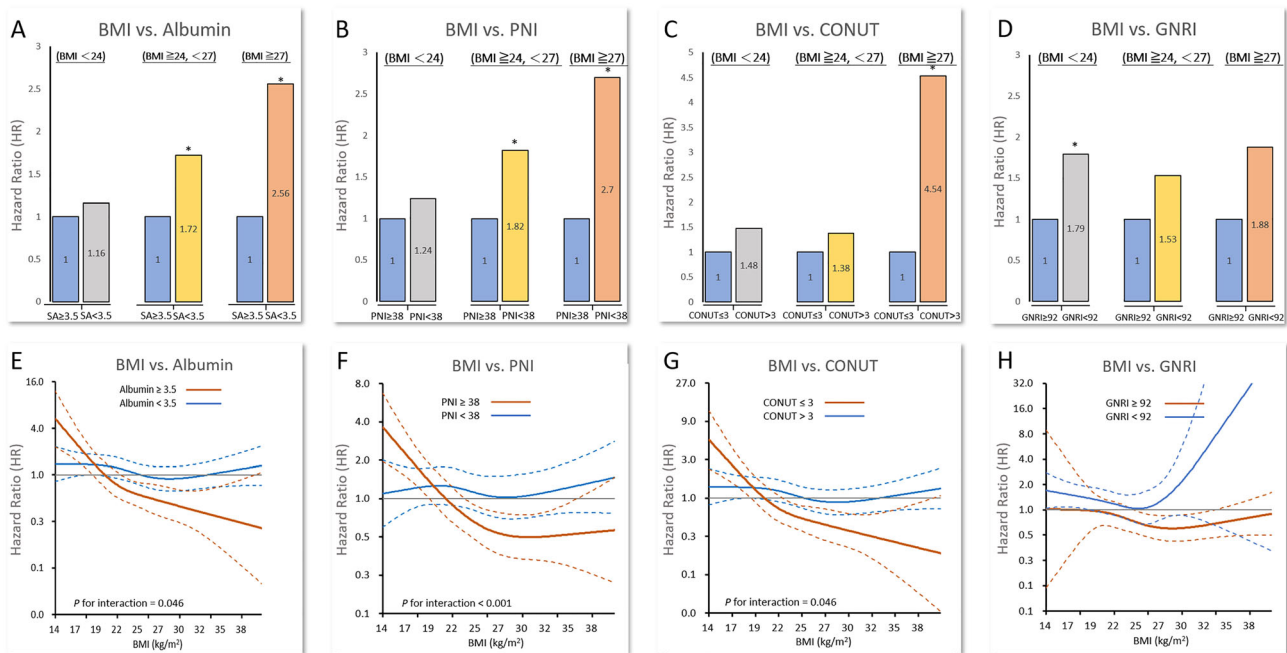 A
BMI vs. Albumin
Hazard Ratio (HR)
3
2.5
2
1.5
1
0.5
0
(BMI <24)
(BMI ≧24, <27)
(BMI ≧27)
*
*
1
1.16
1
1.72
1
2.56
SA≥3.5 SA<3.5
SA≥3.5 SA<3.5
SA≥3.5 SA<3.5
B
BMI vs. PNI
Hazard Ratio (HR)
3
2.5
2
1.5
1
0.5
0
(BMI <24)
(BMI ≧24, <27)
(BMI ≧27)
*
*
1
1.24
1
1.82
1
2.7
PNI≥38 PNI<38
PNI≥38 PNI<38
PNI≥38 PNI<38
C
BMI vs. CONUT
Hazard Ratio (HR)
5
4.5
4
3.5
3
2.5
2
1.5
1
0.5
0
(BMI <24)
(BMI ≧24, <27)
(BMI ≧27)
*
1
1.48
1
1.38
1
4.54
CONUT≤3 CONUT>3
CONUT≤3 CONUT>3
CONUT≤3 CONUT>3
D
BMI vs. GNRI
Hazard Ratio (HR)
3
2.5
2
1.5
1
0.5
0
(BMI <24)
(BMI ≧24, <27)
(BMI ≧27)
*
1
1.79
1
1.53
1
1.88
GNRI≥92 GNRI<92
GNRI≥92 GNRI<92
GNRI≥92 GNRI<92
E
BMI vs. Albumin
Hazard Ratio (HR)
16.0
4.0
1.0
0.3
0.1
0.0
Albumin ≥ 3.5
Albumin < 3.5
P for interaction = 0.046
14 17 19 22 25 27 30 32 35 38
BMI (kg/m²)
F
BMI vs. PNI
Hazard Ratio (HR)
8.0
4.0
2.0
1.0
0.5
0.3
0.1
PNI ≥ 38
PNI < 38
P for interaction < 0.001
14 17 19 22 25 27 30 32 35 38
BMI (kg/m²)
G
BMI vs. CONUT
Hazard Ratio (HR)
27.0
9.0
3.0
1.0
0.3
0.1
0.0
CONUT ≤ 3
CONUT > 3
P for interaction = 0.046
14 17 19 22 25 27 30 32 35 38
BMI (kg/m²)
H
BMI vs. GNRI
Hazard Ratio (HR)
32.0
16.0
8.0
4.0
2.0
1.0
0.5
0.3
0.1
GNRI ≥ 92
GNRI < 92
14 17 19 22 25 27 30 32 35 38
BMI (kg/m²)